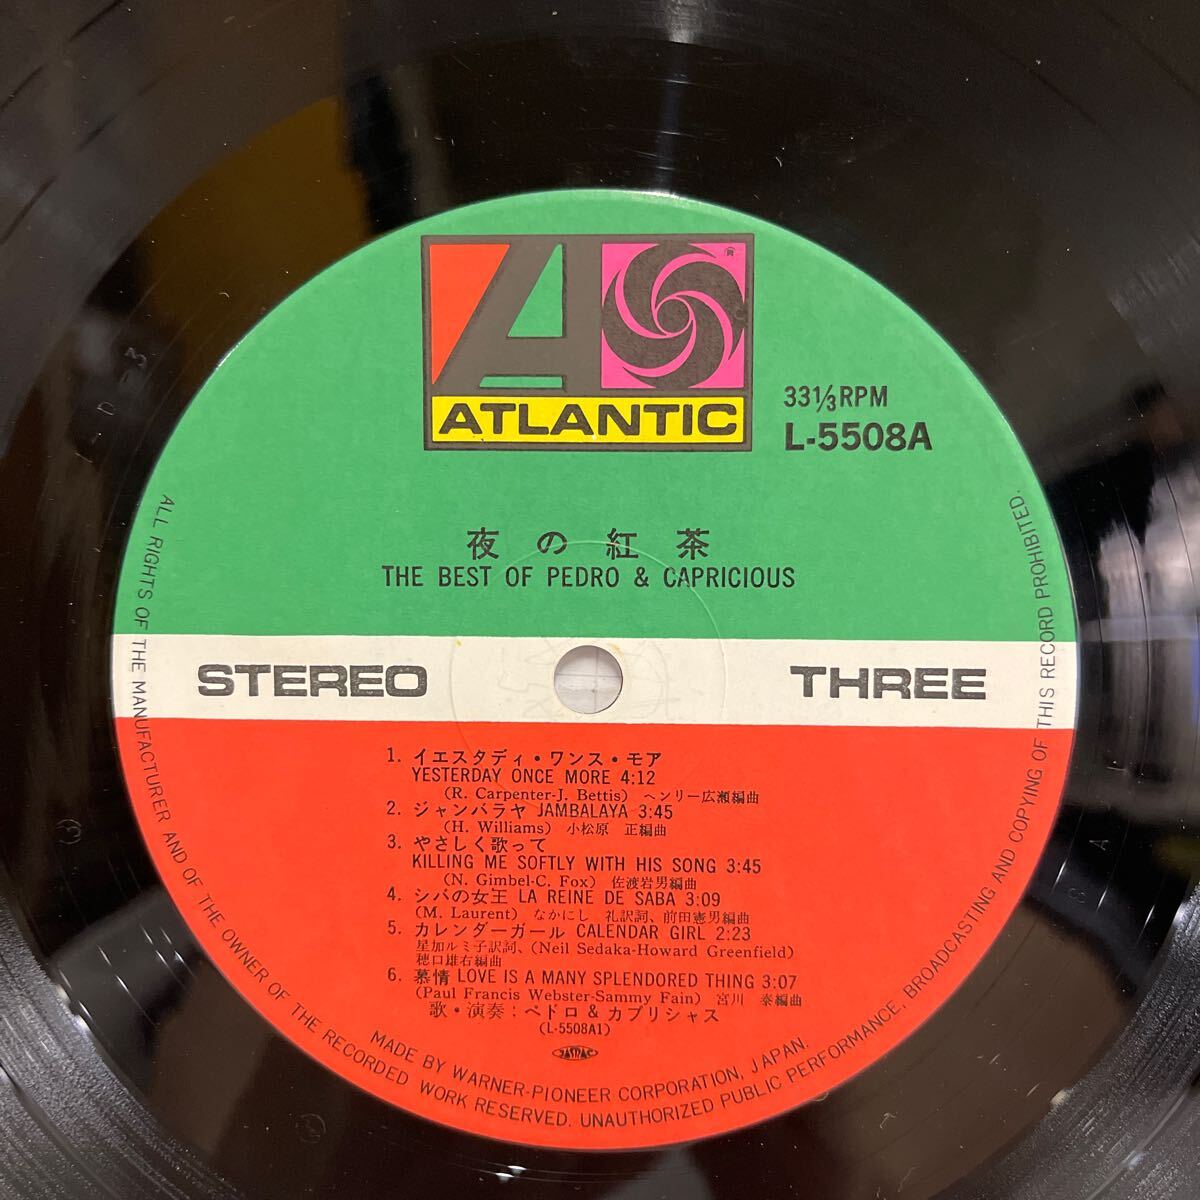 ATLANTIC
33⅓ RPM
L-5508A
夜の紅茶
THE BEST OF PEDRO & CAPRICIOUS
STEREO
THREE
1. イエスタディ・ワンス・モア
YESTERDAY ONCE MORE 4:12
(R. Carpenter-J. Bettis) ヘンリー広瀬編曲
2. ジャンバラヤ JAMBALAYA 3:45
(H. Williams) 小松原 正編曲
3. やさしく歌って
KILLING ME SOFTLY WITH HIS SONG 3:45
(N. Gimbel-C. Fox) 佐渡岩男編曲
4. シバの女王 LA REINE DE SABA 3:09
(M. Laurent) なかにし 礼訳詞、前田憲男編曲
5. カレンダーガール CALENDAR GIRL 2:23
星加ルミ子訳詞、(Neil Sedaka-Howard Greenfield)
穂口雄右編曲
6. 慕情 LOVE IS A MANY SPLENDORED THING 3:07
(Paul Francis Webster-Sammy Fain) 宮川 泰編曲
歌・演奏：ペドロ & カプリシャス
(L-5508A1)
JASRAC
MADE BY WARNER-PIONEER CORPORATION, JAPAN.
ALL RIGHTS OF THE MANUFACTURER AND OF THE OWNER OF THE RECORDED WORK RESERVED. UNAUTHORIZED PUBLIC PERFORMANCE, BROADCASTING AND COPYING OF THIS RECORD PROHIBITED.